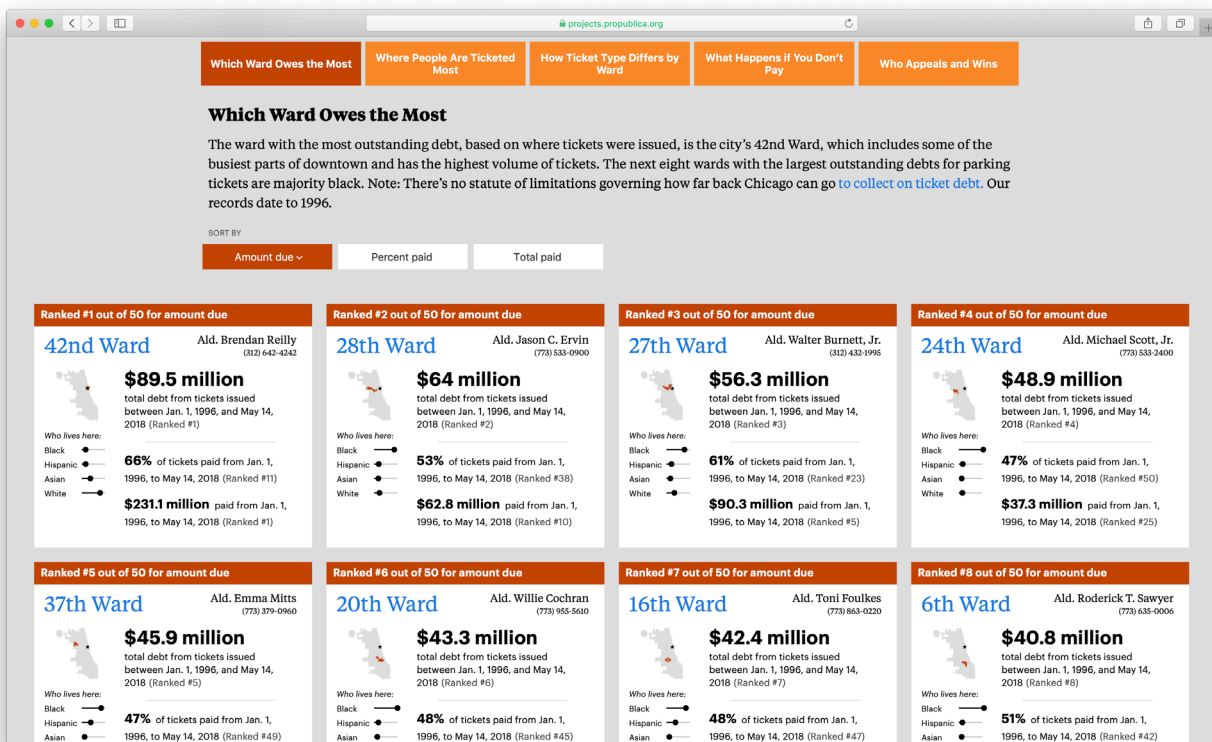 projects.propublica.org
Which Ward Owes the Most
Where People Are Ticketed
Most
How Ticket Type Differs by
Ward
What Happens if You Don't
Pay
Who Appeals and Wins
Which Ward Owes the Most
The ward with the most outstanding debt, based on where tickets were issued, is the city's 42nd Ward, which includes some of the
busiest parts of downtown and has the highest volume of tickets. The next eight wards with the largest outstanding debts for parking
tickets are majority black. Note: There's no statute of limitations governing how far back Chicago can go to collect on ticket debt. Our
records date to 1996.
SORT BY
Amount due
Percent paid
Total paid
Ranked #1 out of 50 for amount due
42nd Ward
Ald. Brendan Reilly
(312) 642-4242
$89.5 million
total debt from tickets issued
between Jan. 1, 1996, and May 14,
2018 (Ranked #1)
Who lives here:
Black
Hispanic
Asian
White
66% of tickets paid from Jan. 1,
1996, to May 14, 2018 (Ranked #11)
$231.1 million paid from Jan. 1,
1996, to May 14, 2018 (Ranked #1)
Ranked #2 out of 50 for amount due
28th Ward
Ald. Jason C. Ervin
(773) 533-0900
$64 million
total debt from tickets issued
between Jan. 1, 1996, and May 14,
2018 (Ranked #2)
Who lives here:
Black
Hispanic
Asian
White
53% of tickets paid from Jan. 1,
1996, to May 14, 2018 (Ranked #38)
$62.8 million paid from Jan. 1,
1996, to May 14, 2018 (Ranked #10)
Ranked #3 out of 50 for amount due
27th Ward
Ald. Walter Burnett, Jr.
(312) 432-1995
$56.3 million
total debt from tickets issued
between Jan. 1, 1996, and May 14,
2018 (Ranked #3)
Who lives here:
Black
Hispanic
Asian
White
61% of tickets paid from Jan. 1,
1996, to May 14, 2018 (Ranked #23)
$90.3 million paid from Jan. 1,
1996, to May 14, 2018 (Ranked #5)
Ranked #4 out of 50 for amount due
24th Ward
Ald. Michael Scott, Jr.
(773) 533-2400
$48.9 million
total debt from tickets issued
between Jan. 1, 1996, and May 14,
2018 (Ranked #4)
Who lives here:
Black
Hispanic
Asian
White
47% of tickets paid from Jan. 1,
1996, to May 14, 2018 (Ranked #50)
$37.3 million paid from Jan. 1,
1996, to May 14, 2018 (Ranked #25)
Ranked #5 out of 50 for amount due
37th Ward
Ald. Emma Mitts
(773) 379-0960
$45.9 million
total debt from tickets issued
between Jan. 1, 1996, and May 14,
2018 (Ranked #5)
Who lives here:
Black
Hispanic
Asian
47% of tickets paid from Jan. 1,
1996, to May 14, 2018 (Ranked #49)
Ranked #6 out of 50 for amount due
20th Ward
Ald. Willie Cochran
(773) 955-5610
$43.3 million
total debt from tickets issued
between Jan. 1, 1996, and May 14,
2018 (Ranked #6)
Who lives here:
Black
Hispanic
Asian
48% of tickets paid from Jan. 1,
1996, to May 14, 2018 (Ranked #45)
Ranked #7 out of 50 for amount due
16th Ward
Ald. Toni Foulkes
(773) 863-0220
$42.4 million
total debt from tickets issued
between Jan. 1, 1996, and May 14,
2018 (Ranked #7)
Who lives here:
Black
Hispanic
Asian
48% of tickets paid from Jan. 1,
1996, to May 14, 2018 (Ranked #47)
Ranked #8 out of 50 for amount due
6th Ward
Ald. Roderick T. Sawyer
(773) 635-0006
$40.8 million
total debt from tickets issued
between Jan. 1, 1996, and May 14,
2018 (Ranked #8)
Who lives here:
Black
Hispanic
Asian
51% of tickets paid from Jan. 1,
1996, to May 14, 2018 (Ranked #42)